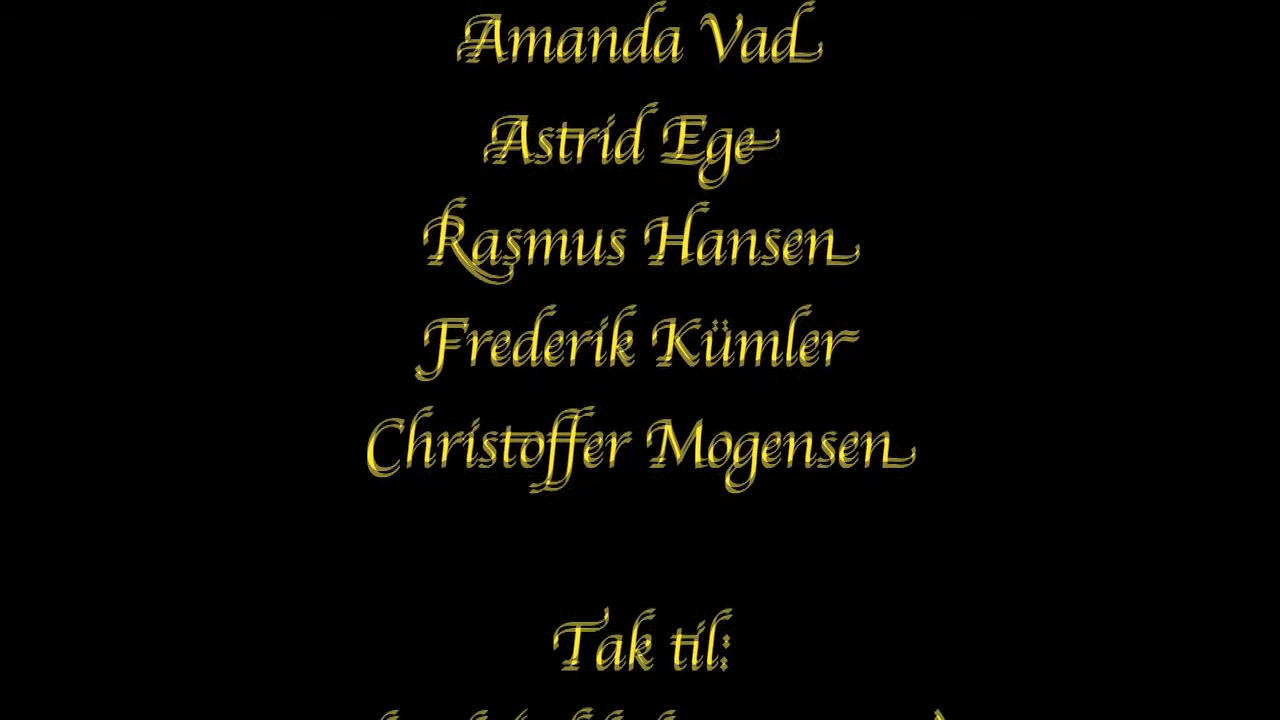 Amanda Vad
Astrid Ege
Rasmus Hansen
Frederik Kümler
Christoffer Mogensen
Tak til: